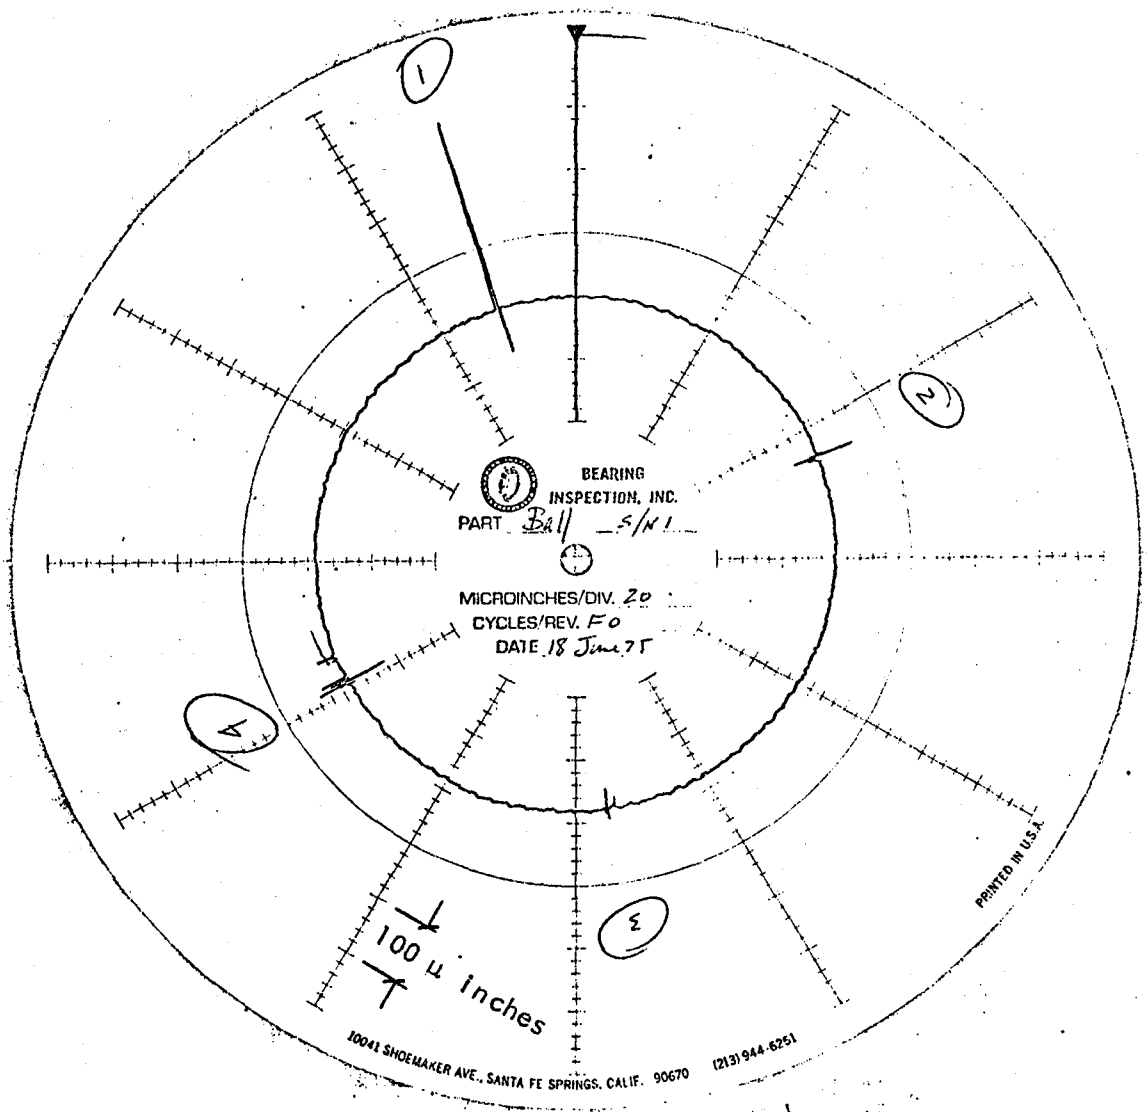 1
2
BEARING
INSPECTION, INC.
PART Ball S/N 1
MICROINCHES/DIV. 20
CYCLES/REV. FO
DATE 18 June 75
4
3
100 μ inches
PRINTED IN U.S.A.
10041 SHOEMAKER AVE., SANTA FE SPRINGS, CALIF. 90670 (213) 944-6251